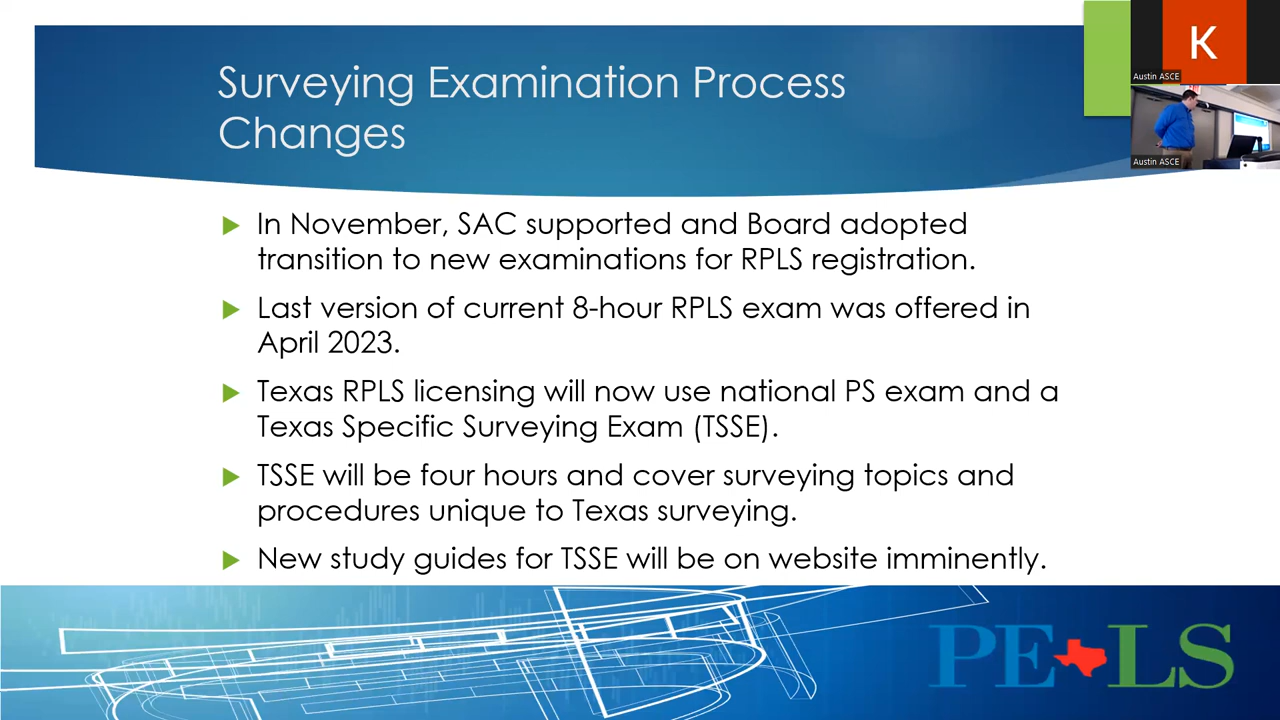 Surveying Examination Process
Changes
K
Austin ASCE
Austin ASCE
In November, SAC supported and Board adopted
transition to new examinations for RPLS registration.
Last version of current 8-hour RPLS exam was offered in
April 2023.
Texas RPLS licensing will now use national PS exam and a
Texas Specific Surveying Exam (TSSE).
TSSE will be four hours and cover surveying topics and
procedures unique to Texas surveying.
New study guides for TSSE will be on website imminently.
PE LS